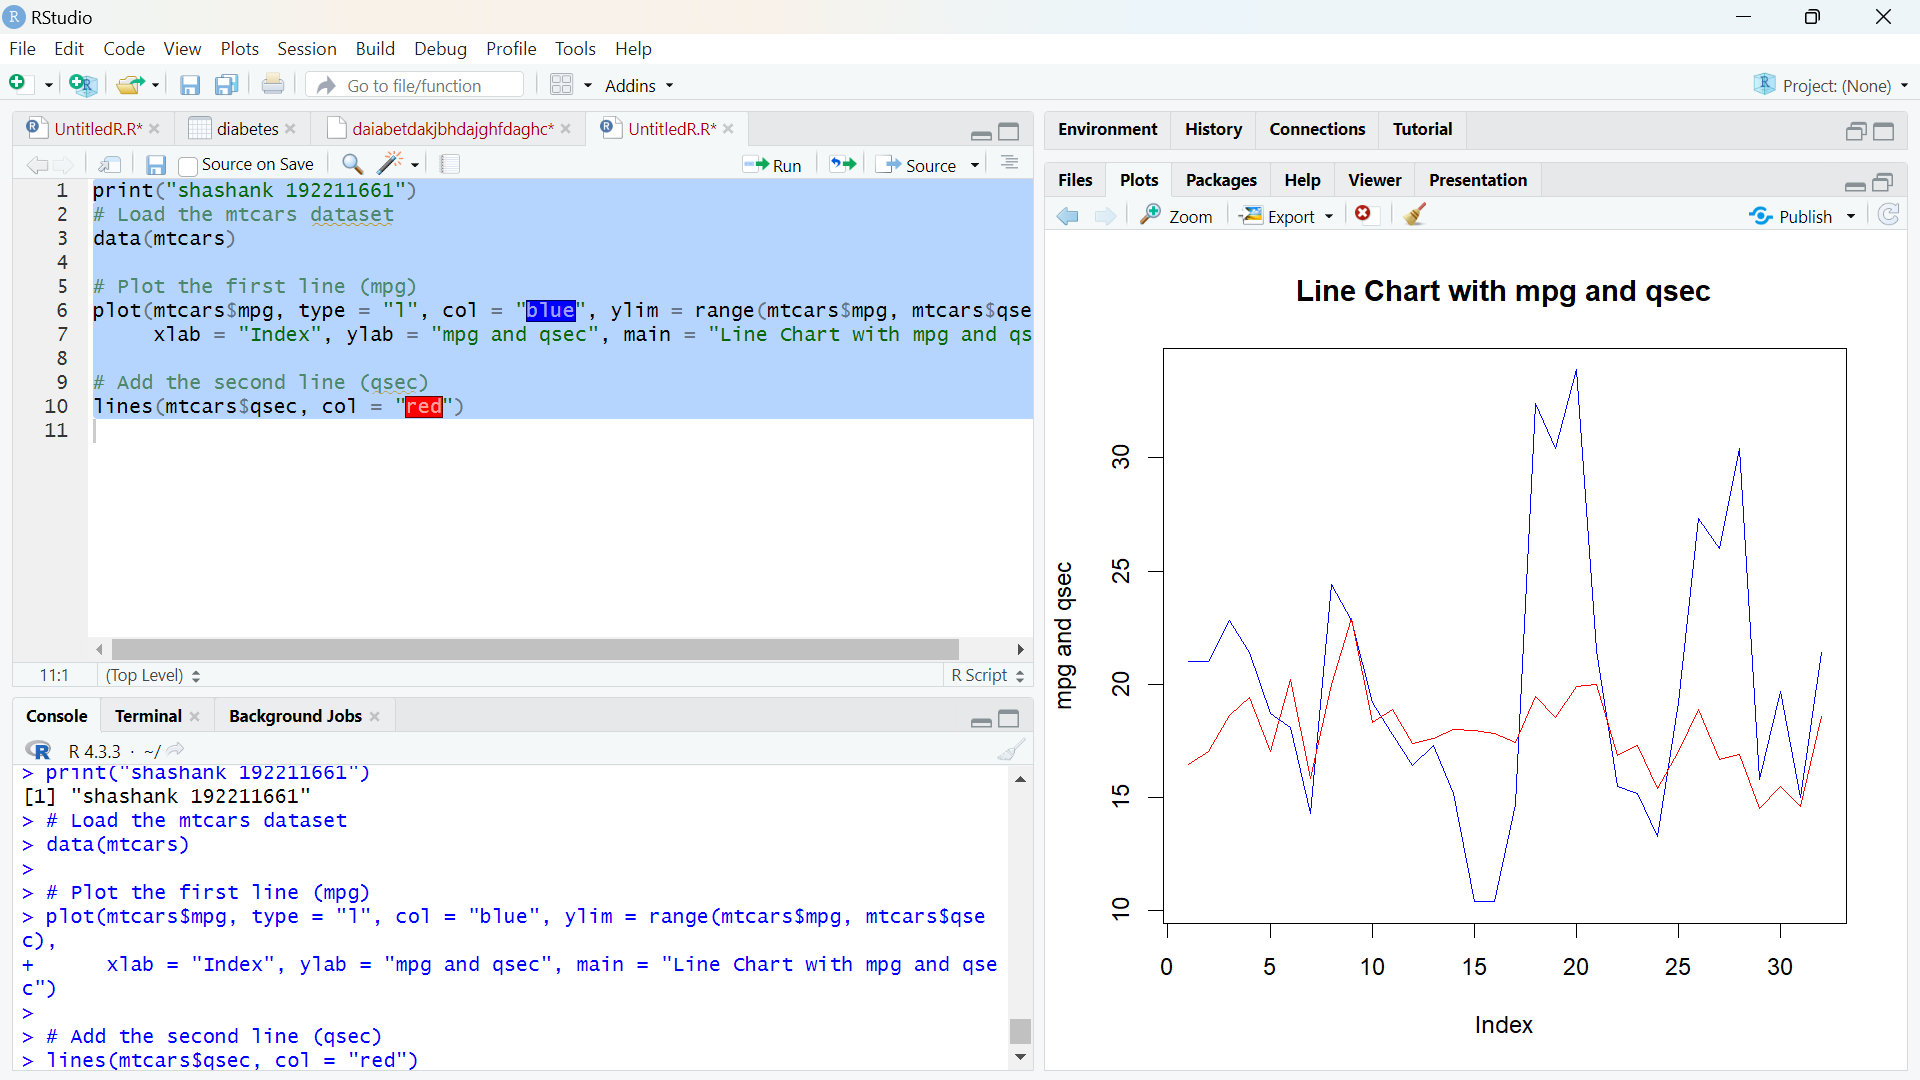 RStudio
File Edit Code View Plots Session Build Debug Profile Tools Help
Go to file/function Addins Project: (None)
UntitledR.R* diabetes daiabetdakjbhdajghfdaghc* UntitledR.R*
Source on Save Run Source
1 print("shashank 192211661")
2 # Load the mtcars dataset
3 data(mtcars)
4
5 # Plot the first line (mpg)
6 plot(mtcars$mpg, type = "l", col = "blue", ylim = range(mtcars$mpg, mtcars$qse
7      xlab = "Index", ylab = "mpg and qsec", main = "Line Chart with mpg and qs
8
9 # Add the second line (qsec)
10 lines(mtcars$qsec, col = "red")
11
11:1 (Top Level) R Script
Console Terminal Background Jobs
R 4.3.3 · ~/
> print("shashank 192211661")
[1] "shashank 192211661"
> # Load the mtcars dataset
> data(mtcars)
>
> # Plot the first line (mpg)
> plot(mtcars$mpg, type = "l", col = "blue", ylim = range(mtcars$mpg, mtcars$qse
c),
+      xlab = "Index", ylab = "mpg and qsec", main = "Line Chart with mpg and qse
c")
>
> # Add the second line (qsec)
> lines(mtcars$qsec, col = "red")
Environment History Connections Tutorial
Files Plots Packages Help Viewer Presentation
Zoom Export Publish
Line Chart with mpg and qsec
mpg and qsec
30
25
20
15
10
0 5 10 15 20 25 30
Index